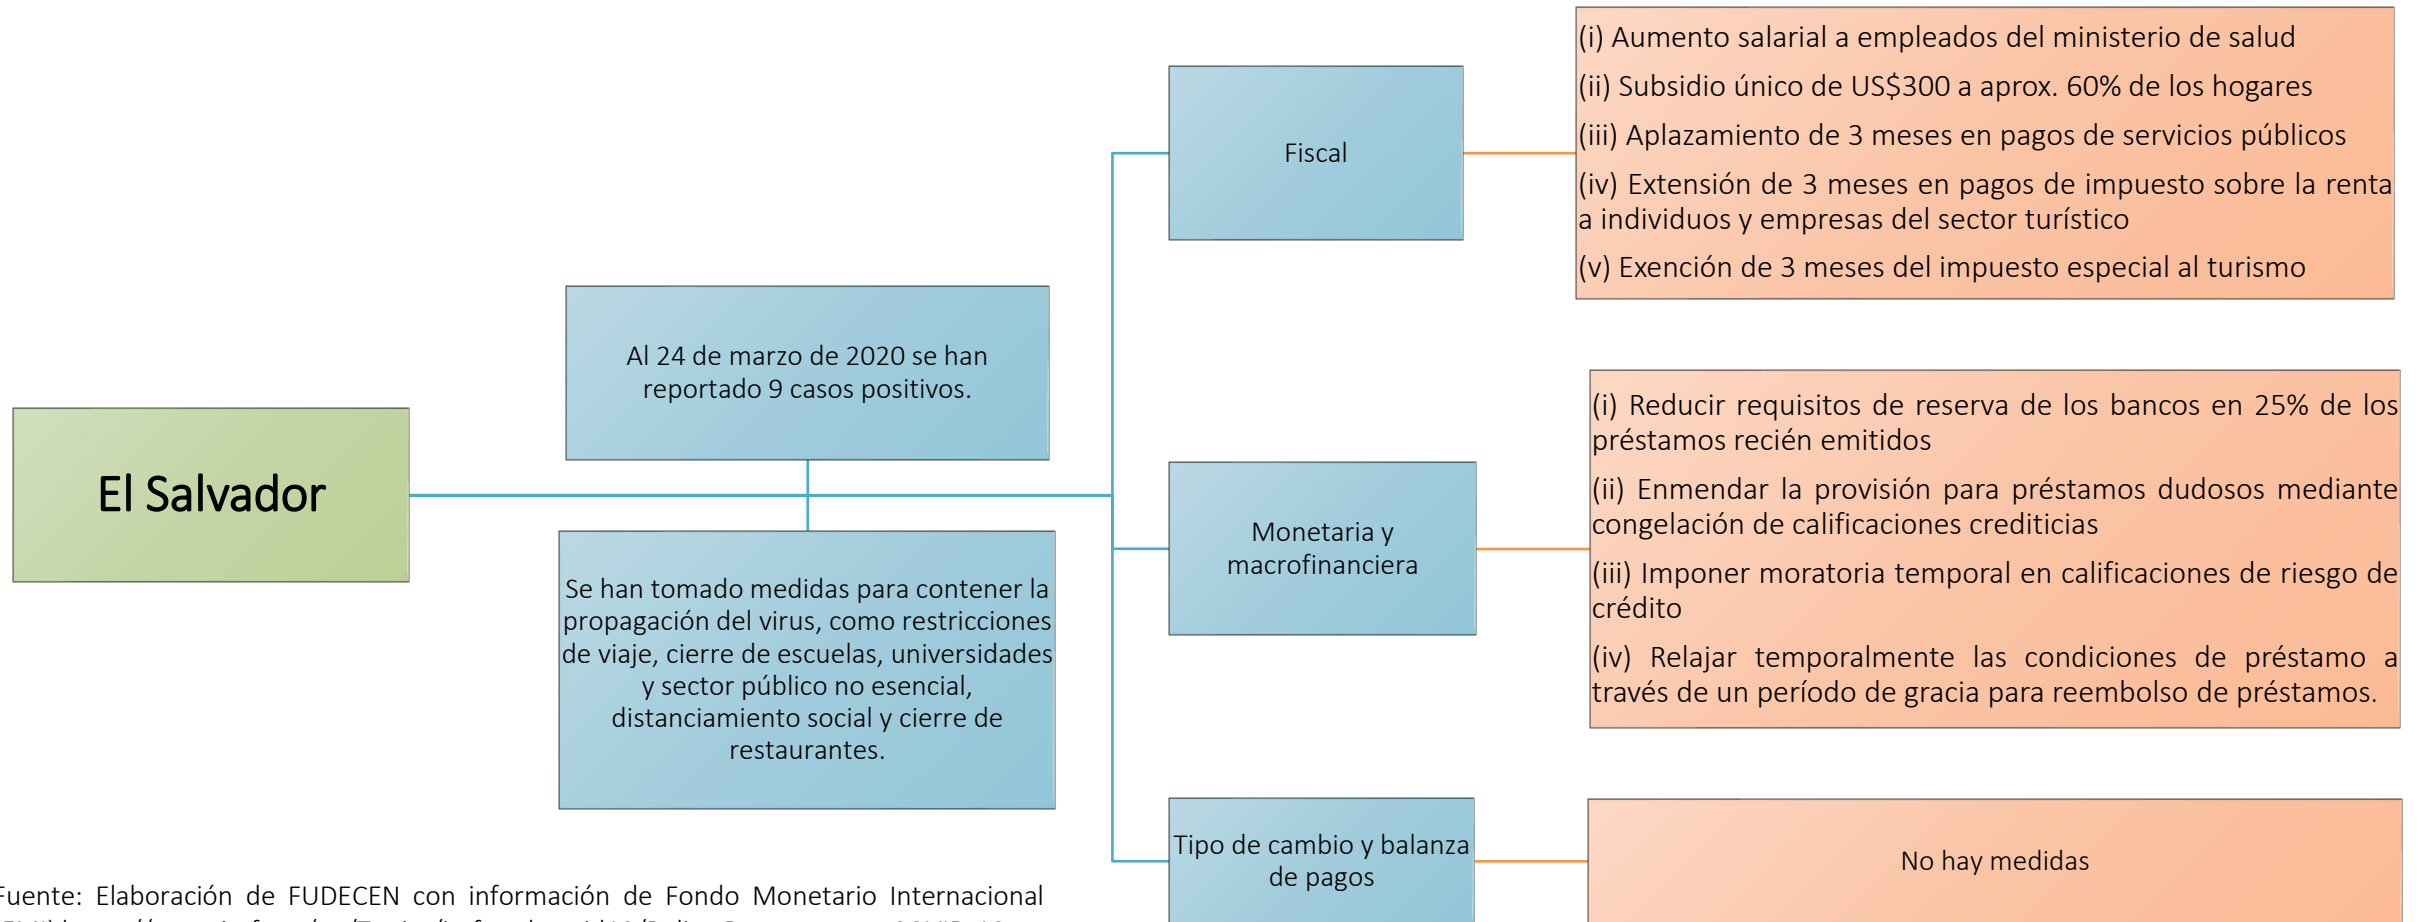 El Salvador
Al 24 de marzo de 2020 se han
reportado 9 casos positivos.
Se han tomado medidas para contener la
propagación del virus, como restricciones
de viaje, cierre de escuelas, universidades
y sector público no esencial,
distanciamiento social y cierre de
restaurantes.
Fiscal
(i) Aumento salarial a empleados del ministerio de salud
(ii) Subsidio único de US$300 a aprox. 60% de los hogares
(iii) Aplazamiento de 3 meses en pagos de servicios públicos
(iv) Extensión de 3 meses en pagos de impuesto sobre la renta
a individuos y empresas del sector turístico
(v) Exención de 3 meses del impuesto especial al turismo
Monetaria y
macrofinanciera
(i) Reducir requisitos de reserva de los bancos en 25% de los
préstamos recién emitidos
(ii) Enmendar la provisión para préstamos dudosos mediante
congelación de calificaciones crediticias
(iii) Imponer moratoria temporal en calificaciones de riesgo de
crédito
(iv) Relajar temporalmente las condiciones de préstamo a
través de un período de gracia para reembolso de préstamos.
Tipo de cambio y balanza
de pagos
No hay medidas
Fuente: Elaboración de FUDECEN con información de Fondo Monetario Internacional